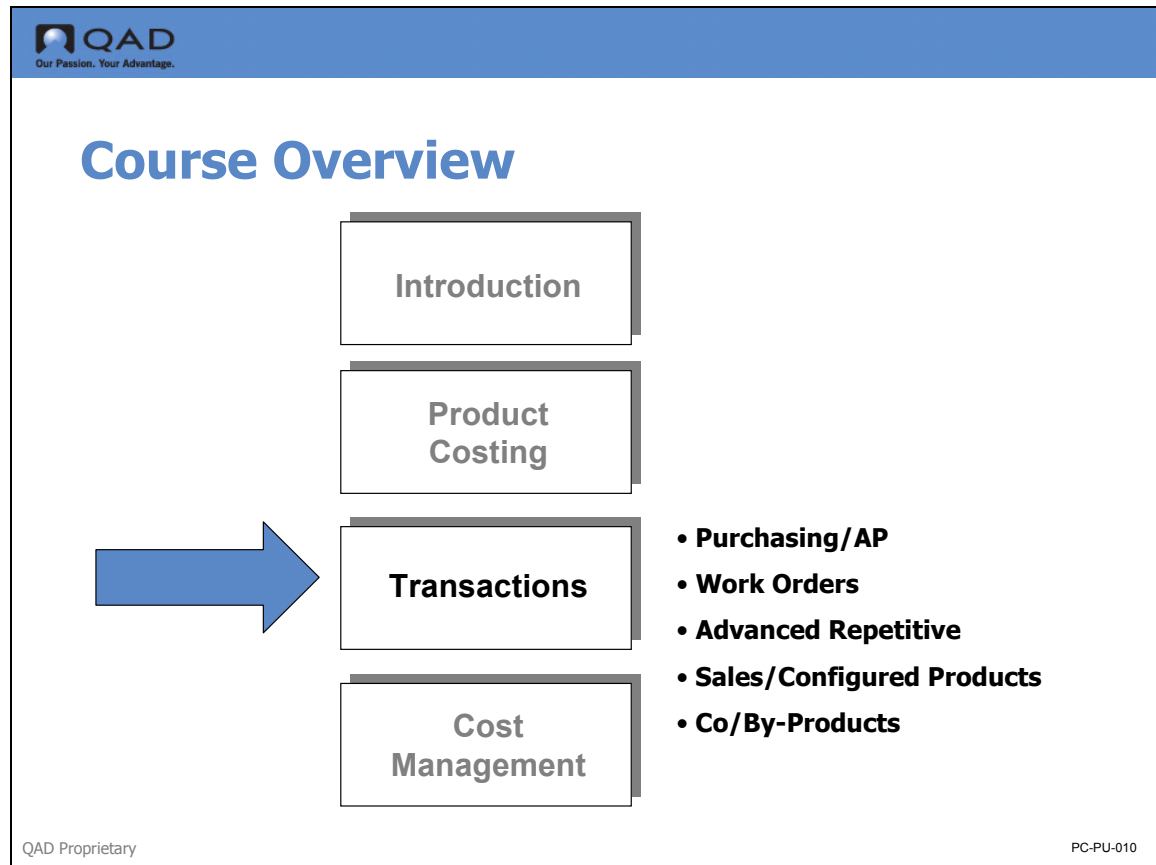 QAD
Our Passion. Your Advantage.
Course Overview
Introduction
Product
Costing
Transactions
• Purchasing/AP
• Work Orders
• Advanced Repetitive
• Sales/Configured Products
• Co/By-Products
Cost
Management
QAD Proprietary
PC-PU-010